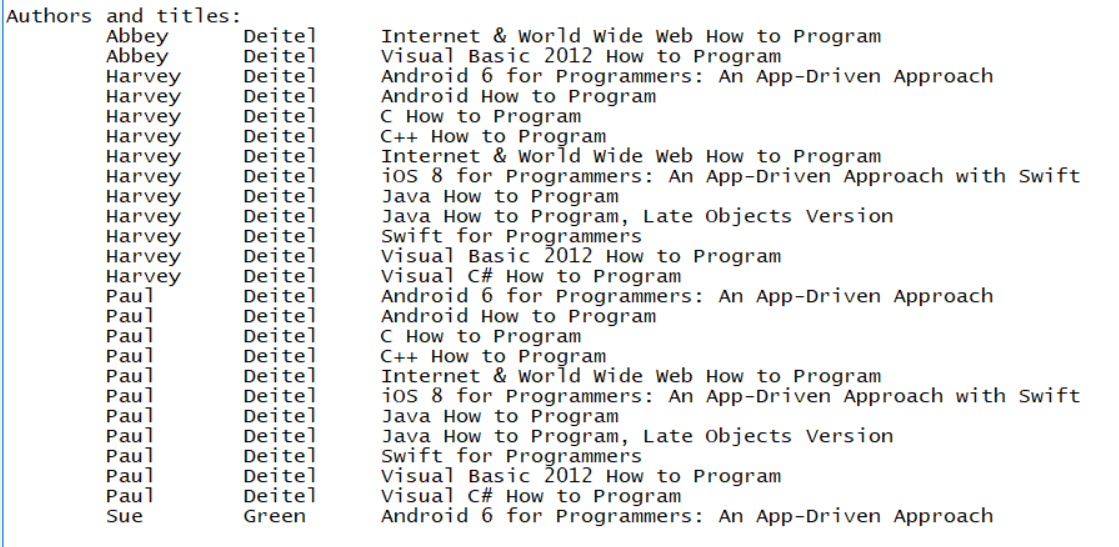 Authors and titles:
Abbey Deitel Internet & World Wide Web How to Program
Abbey Deitel Visual Basic 2012 How to Program
Harvey Deitel Android 6 for Programmers: An App-Driven Approach
Harvey Deitel Android How to Program
Harvey Deitel C How to Program
Harvey Deitel C++ How to Program
Harvey Deitel Internet & World Wide Web How to Program
Harvey Deitel iOS 8 for Programmers: An App-Driven Approach with Swift
Harvey Deitel Java How to Program
Harvey Deitel Java How to Program, Late Objects Version
Harvey Deitel Swift for Programmers
Harvey Deitel Visual Basic 2012 How to Program
Harvey Deitel Visual C# How to Program
Paul Deitel Android 6 for Programmers: An App-Driven Approach
Paul Deitel Android How to Program
Paul Deitel C How to Program
Paul Deitel C++ How to Program
Paul Deitel Internet & World Wide Web How to Program
Paul Deitel iOS 8 for Programmers: An App-Driven Approach with Swift
Paul Deitel Java How to Program
Paul Deitel Java How to Program, Late Objects Version
Paul Deitel Swift for Programmers
Paul Deitel Visual Basic 2012 How to Program
Paul Deitel Visual C# How to Program
Sue Green Android 6 for Programmers: An App-Driven Approach